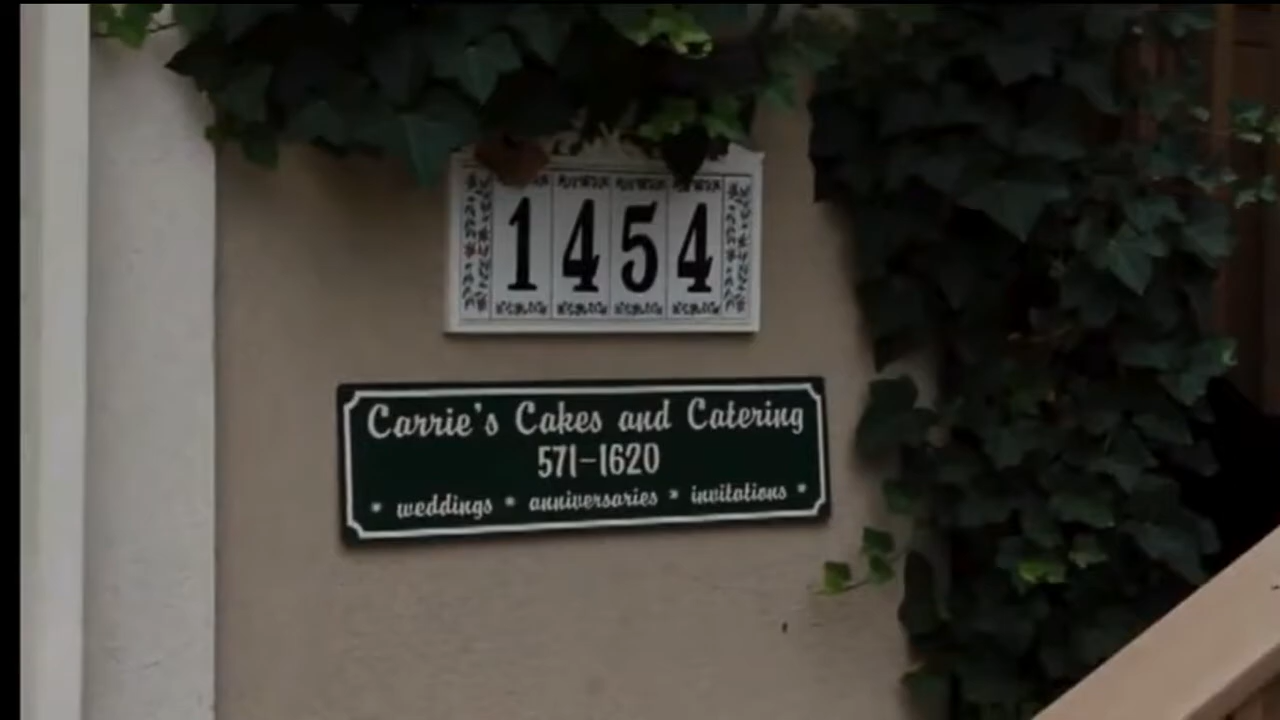 1454
Carrie's Cakes and Catering
571-1620
* weddings * anniversaries * invitations *